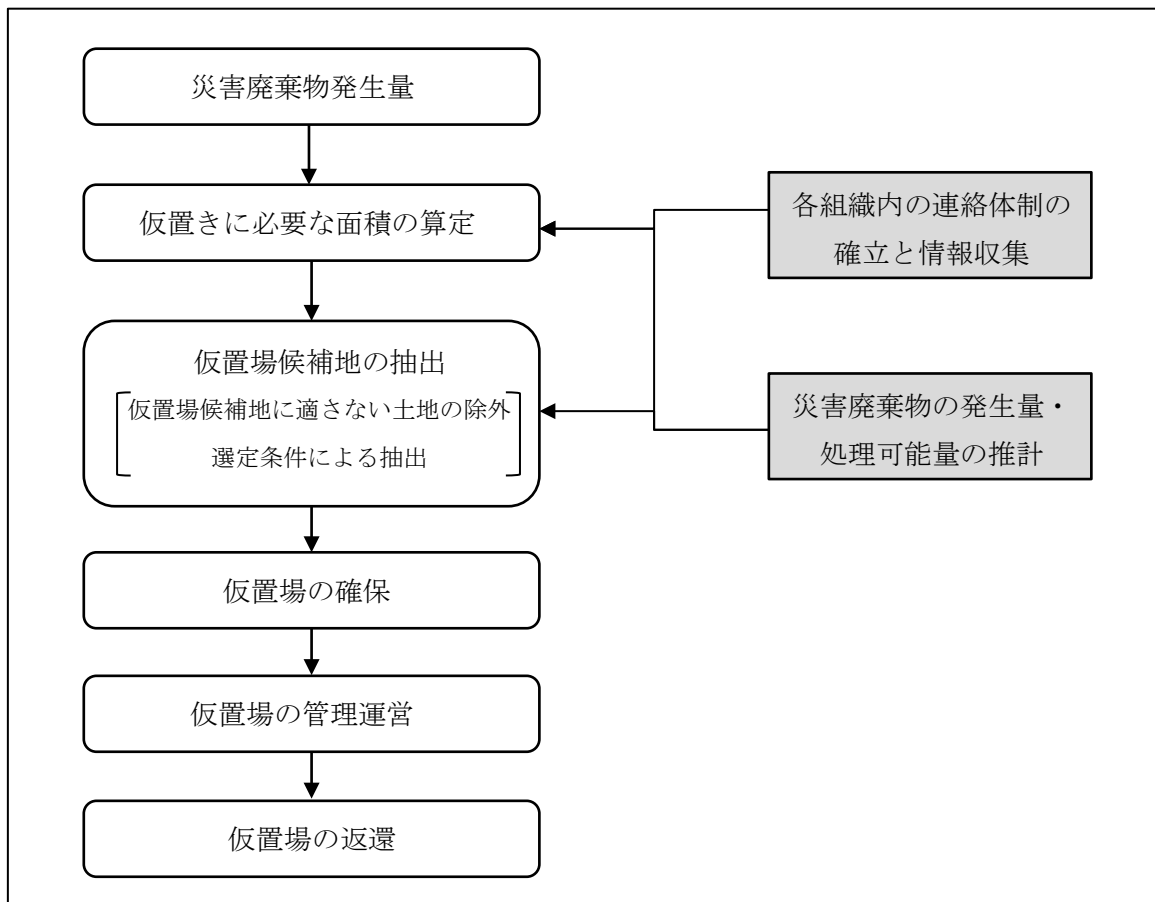 災害廃棄物発生量
仮置きに必要な面積の算定
仮置場候補地の抽出
仮置場候補地に適さない土地の除外
選定条件による抽出
仮置場の確保
仮置場の管理運営
仮置場の返還
各組織内の連絡体制の
確立と情報収集
災害廃棄物の発生量・
処理可能量の推計